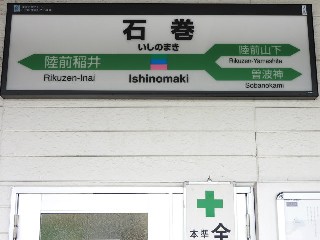 石巻
いしのまき
陸前稲井
Rikuzen-Inai
Ishinomaki
陸前山下
Rikuzen-Yamashita
曽波神
Sobanokami
本準
全